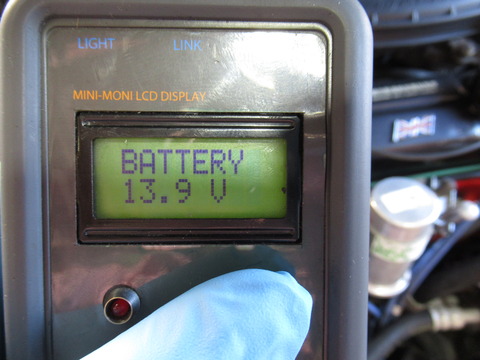 LIGHT LINK
MINI-MONI LCD DISPLAY
BATTERY
13.9 V